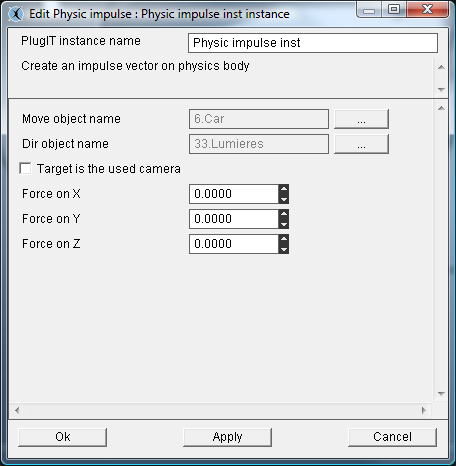 Edit Physic impulse : Physic impulse inst instance
PlugIT instance name Physic impulse inst
Create an impulse vector on physics body
Move object name 6.Car ...
Dir object name 33.Lumieres ...
Target is the used camera
Force on X 0.0000
Force on Y 0.0000
Force on Z 0.0000
Ok Apply Cancel